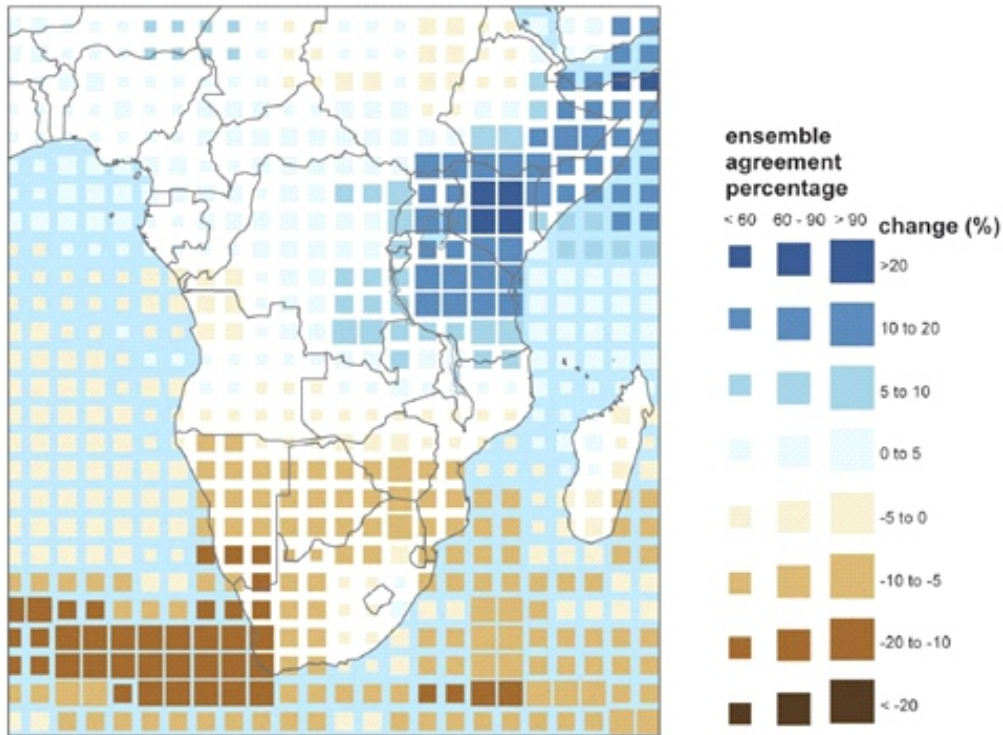 ensemble
agreement
percentage
< 60 60 - 90 > 90 change (%)
>20
10 to 20
5 to 10
0 to 5
-5 to 0
-10 to -5
-20 to -10
< -20